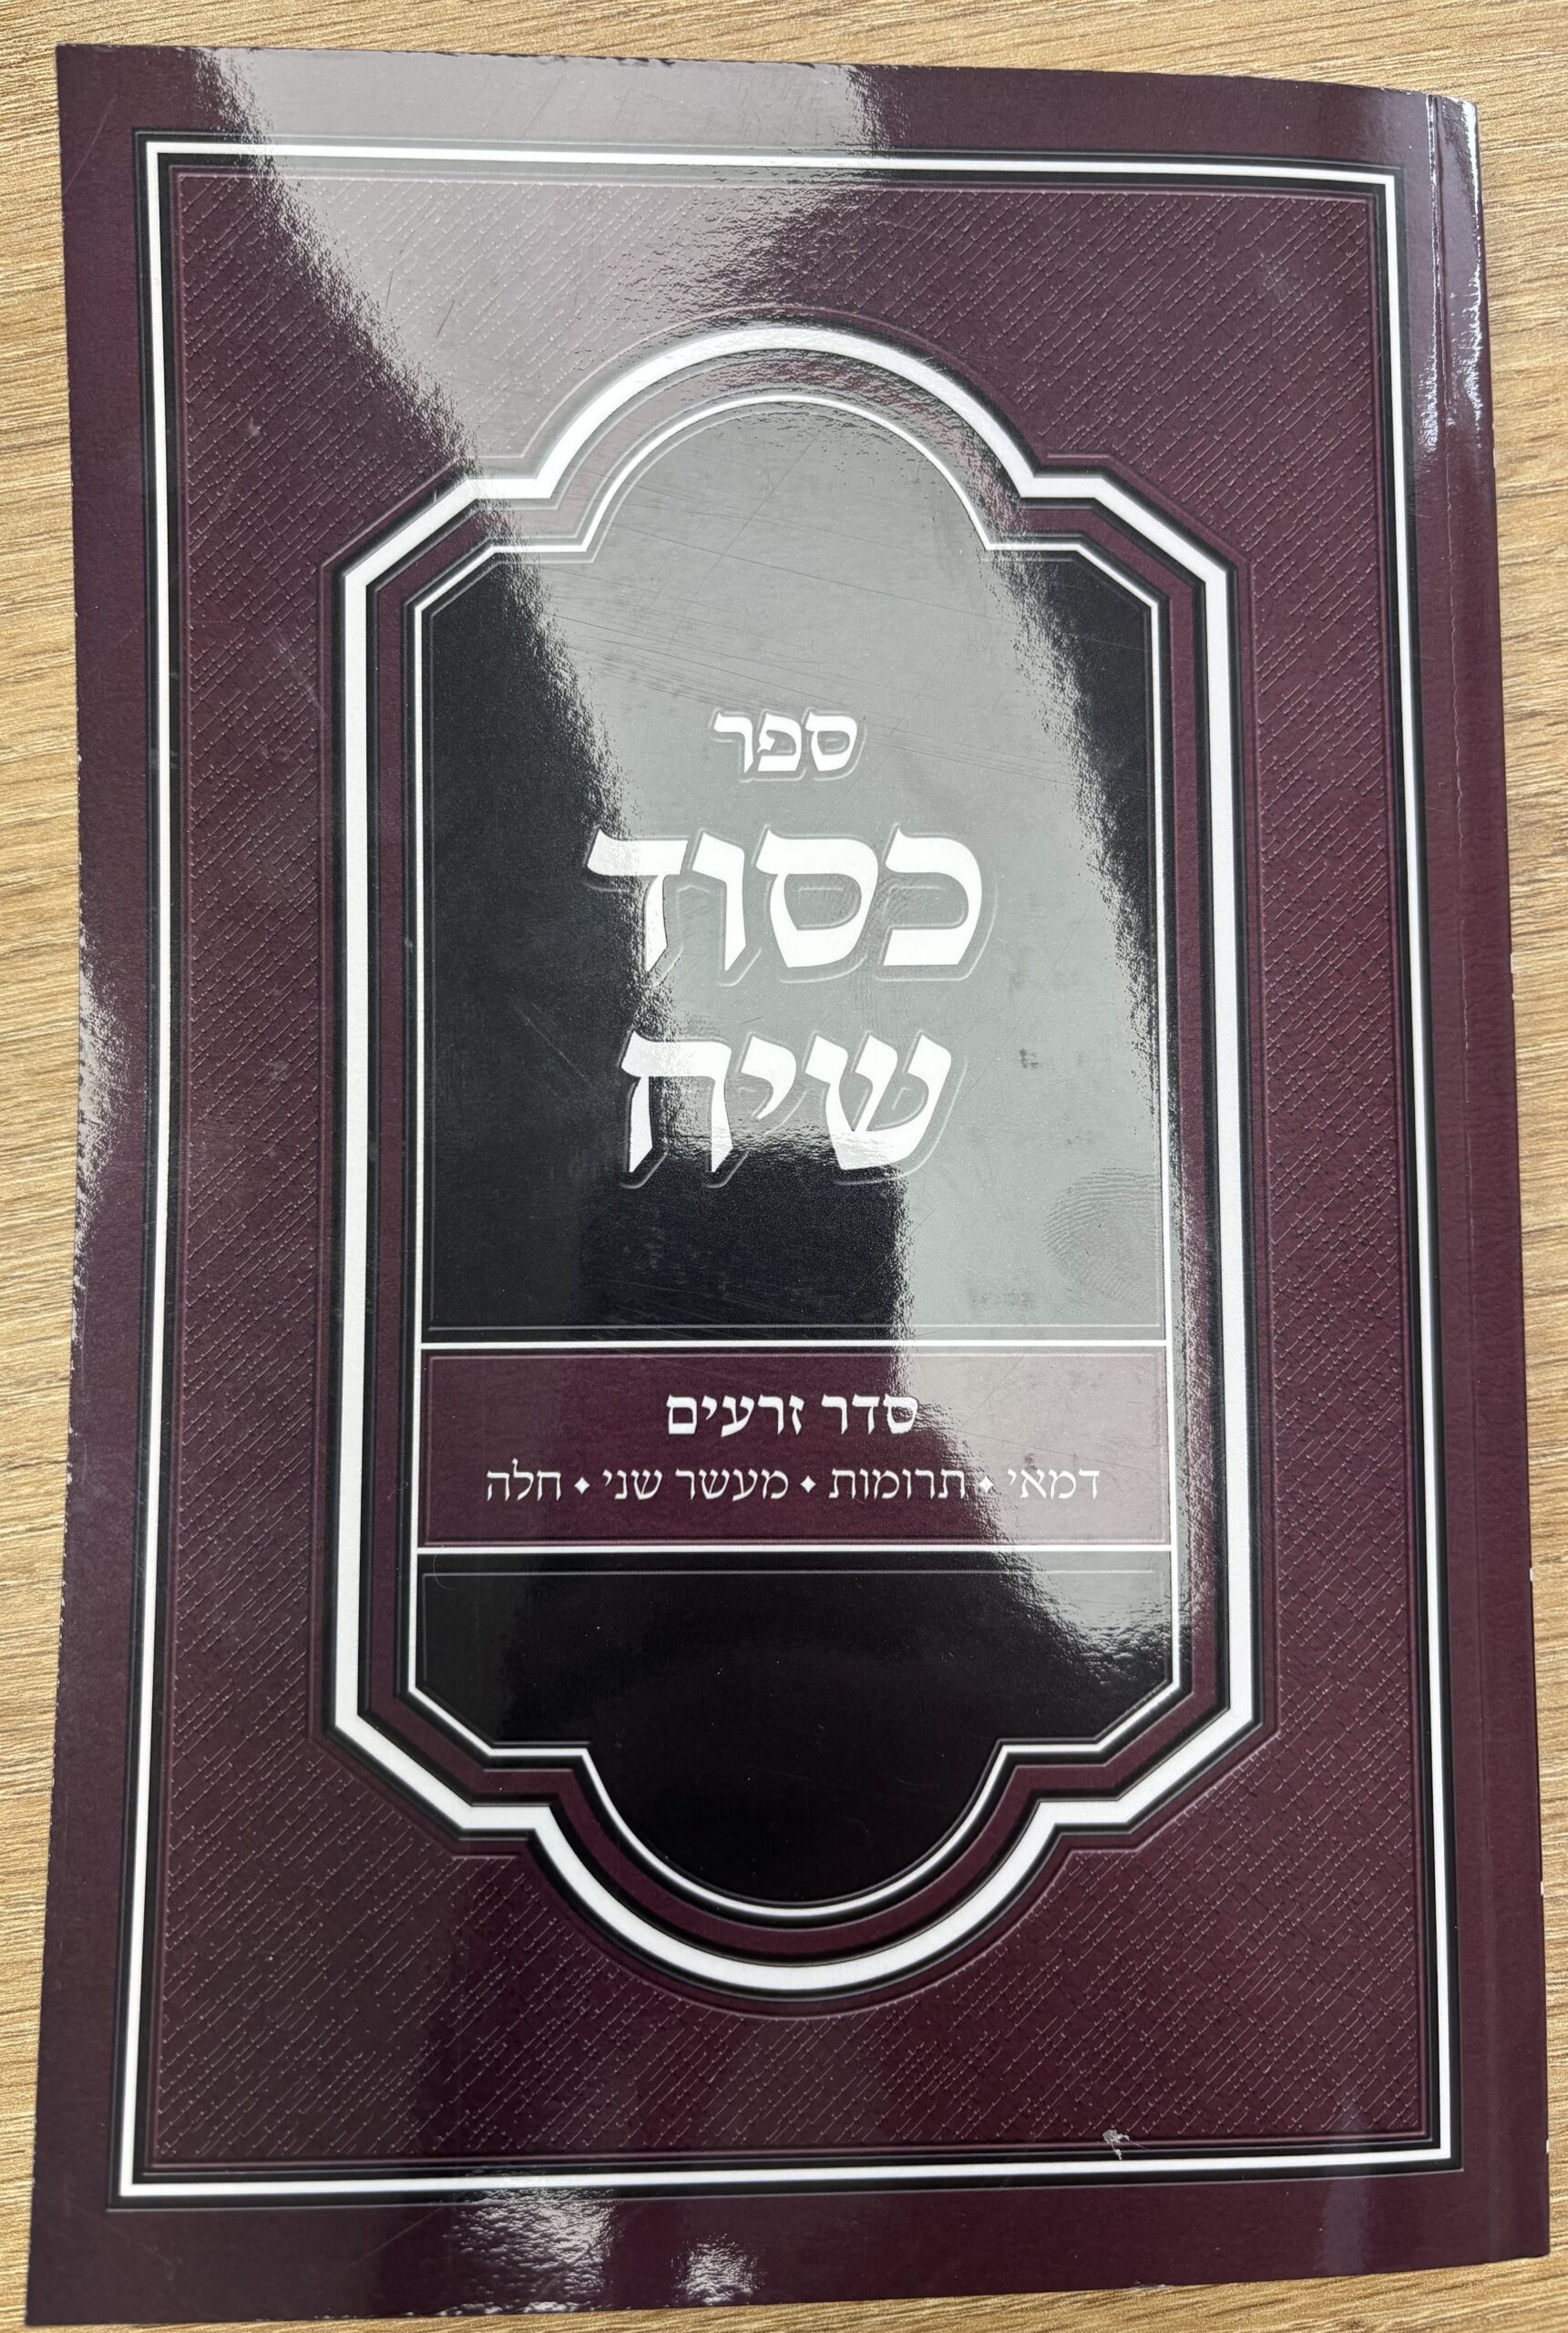 ספר
כסוד
שיח
סדר זרעים
דמאי ◆ תרומות ◆ מעשר שני ◆ חלה